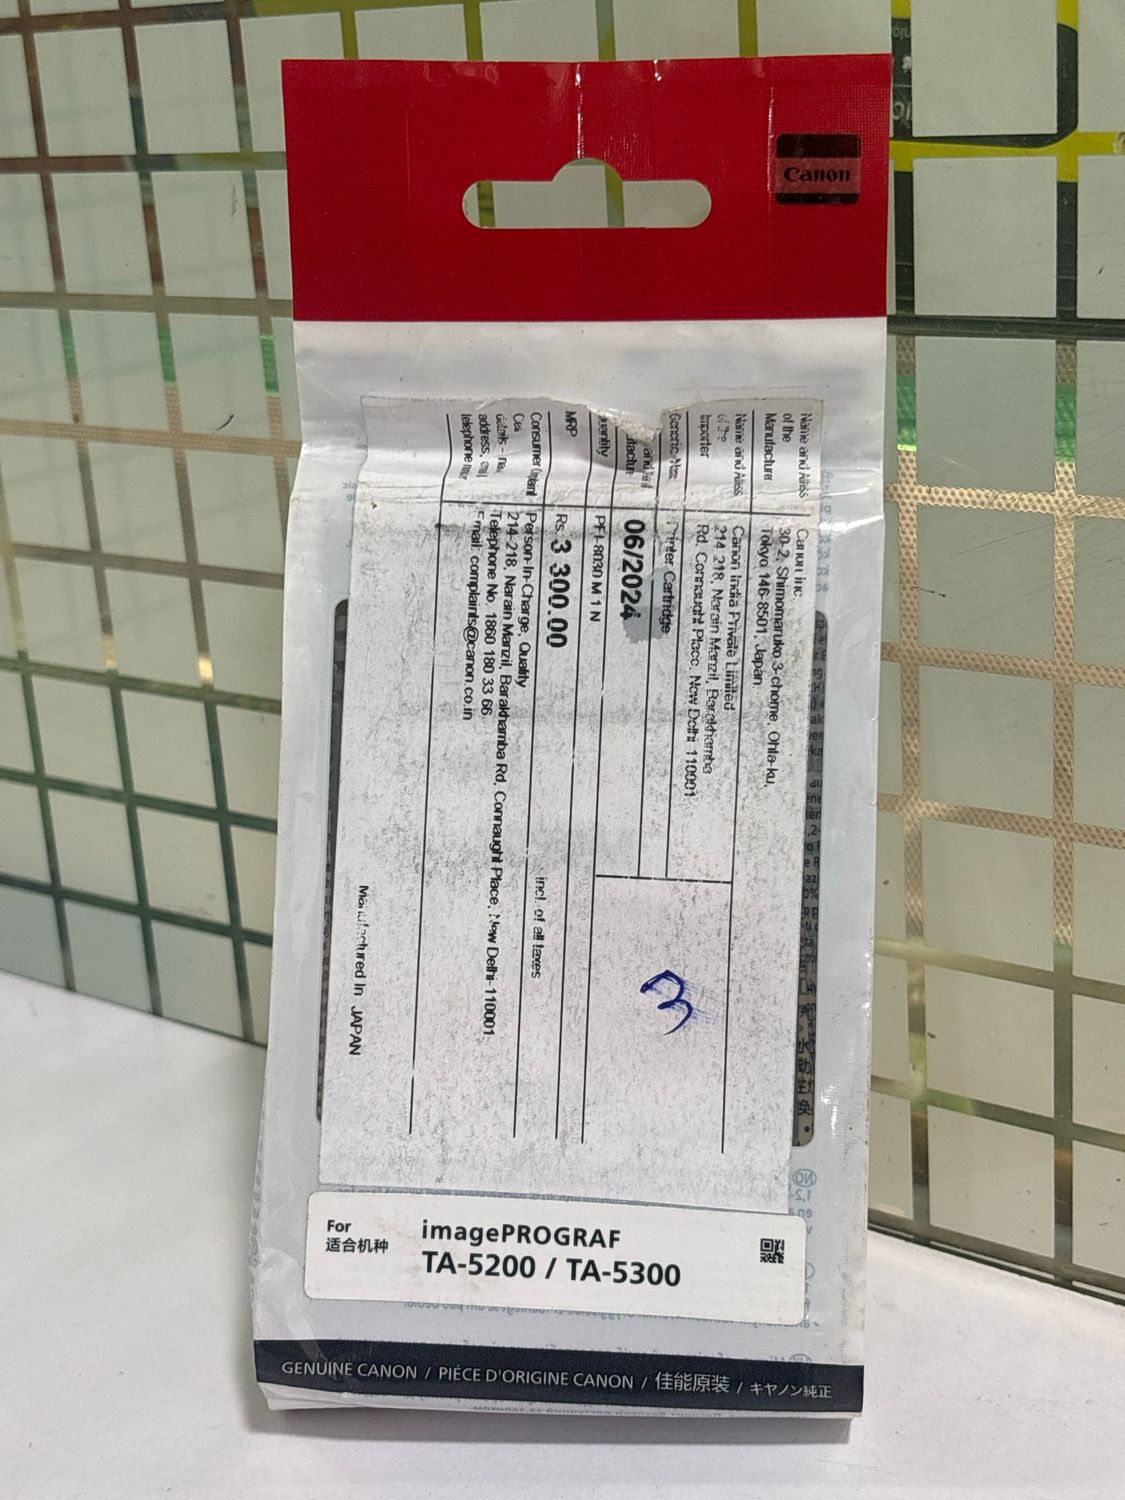 Canon
Name and
of the
Manufacturer
Canon Inc.
30-2, Shimomaruko 3-chome, Ohta-ku,
Tokyo 146-8501, Japan
Name and
Importer
Canon India Private Limited
214-218, Narain Manzil, Barakhamba
Rd, Connaught Place, New Delhi 110001
Printer Cartridge
06/2024
PFI-8030 M 1 N
MRP
Rs. 3 300.00
incl. of all taxes
Consumer
Person-In-Charge, Quality
214-218, Narain Manzil, Barakhamba Rd, Connaught Place, New Delhi-110001
address,
Telephone No. 1860 180 33 66
telephone
Email: complaints@canon.co.in
Manufactured In JAPAN
3
For
适合机种
imagePROGRAF
TA-5200 / TA-5300
GENUINE CANON / PIÉCE D'ORIGINE CANON / 佳能原装 / キヤノン純正